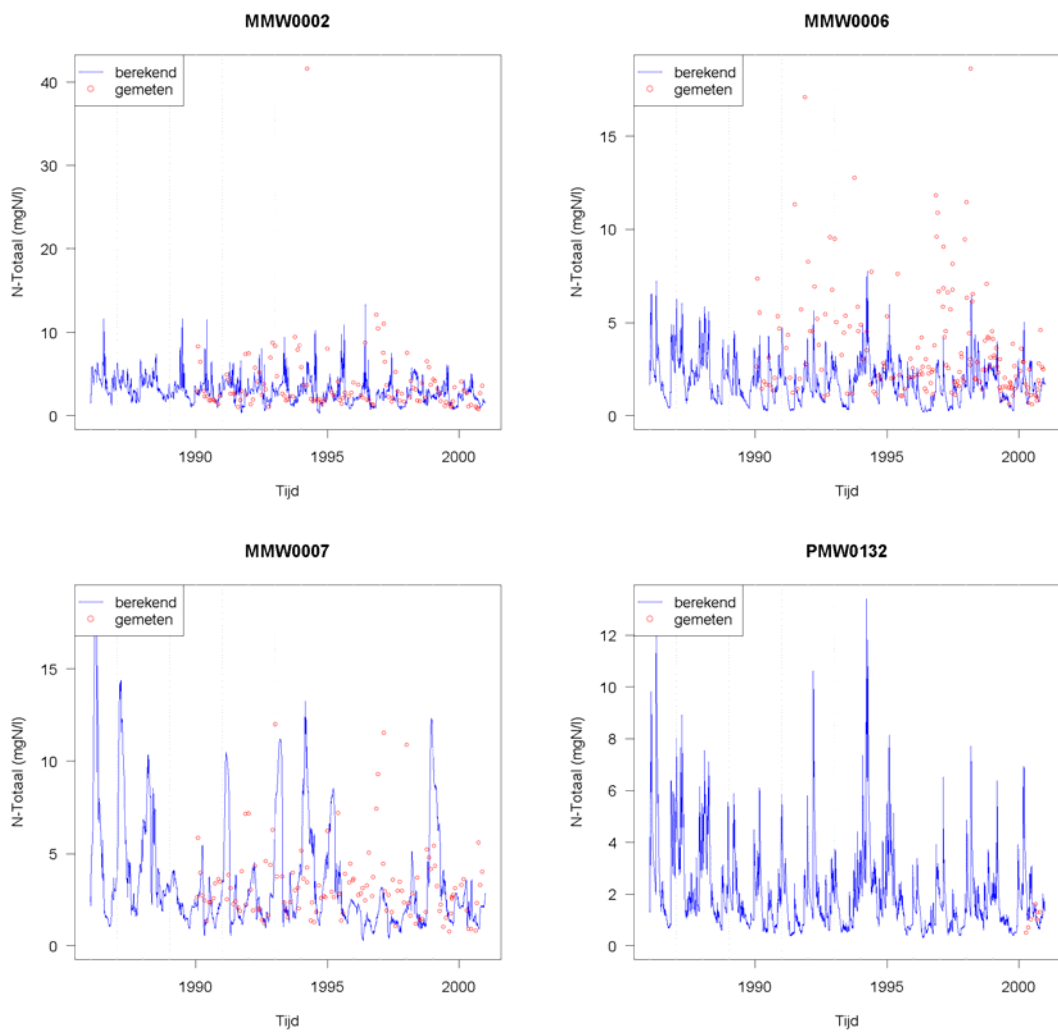 MMW0002
berekend
gemeten
40
30
20
10
0
N-Totaal (mgN/l)
1990 1995 2000
Tijd
MMW0006
berekend
gemeten
15
10
5
0
N-Totaal (mgN/l)
1990 1995 2000
Tijd
MMW0007
berekend
gemeten
15
10
5
0
N-Totaal (mgN/l)
1990 1995 2000
Tijd
PMW0132
berekend
gemeten
12
10
8
6
4
2
0
N-Totaal (mgN/l)
1990 1995 2000
Tijd